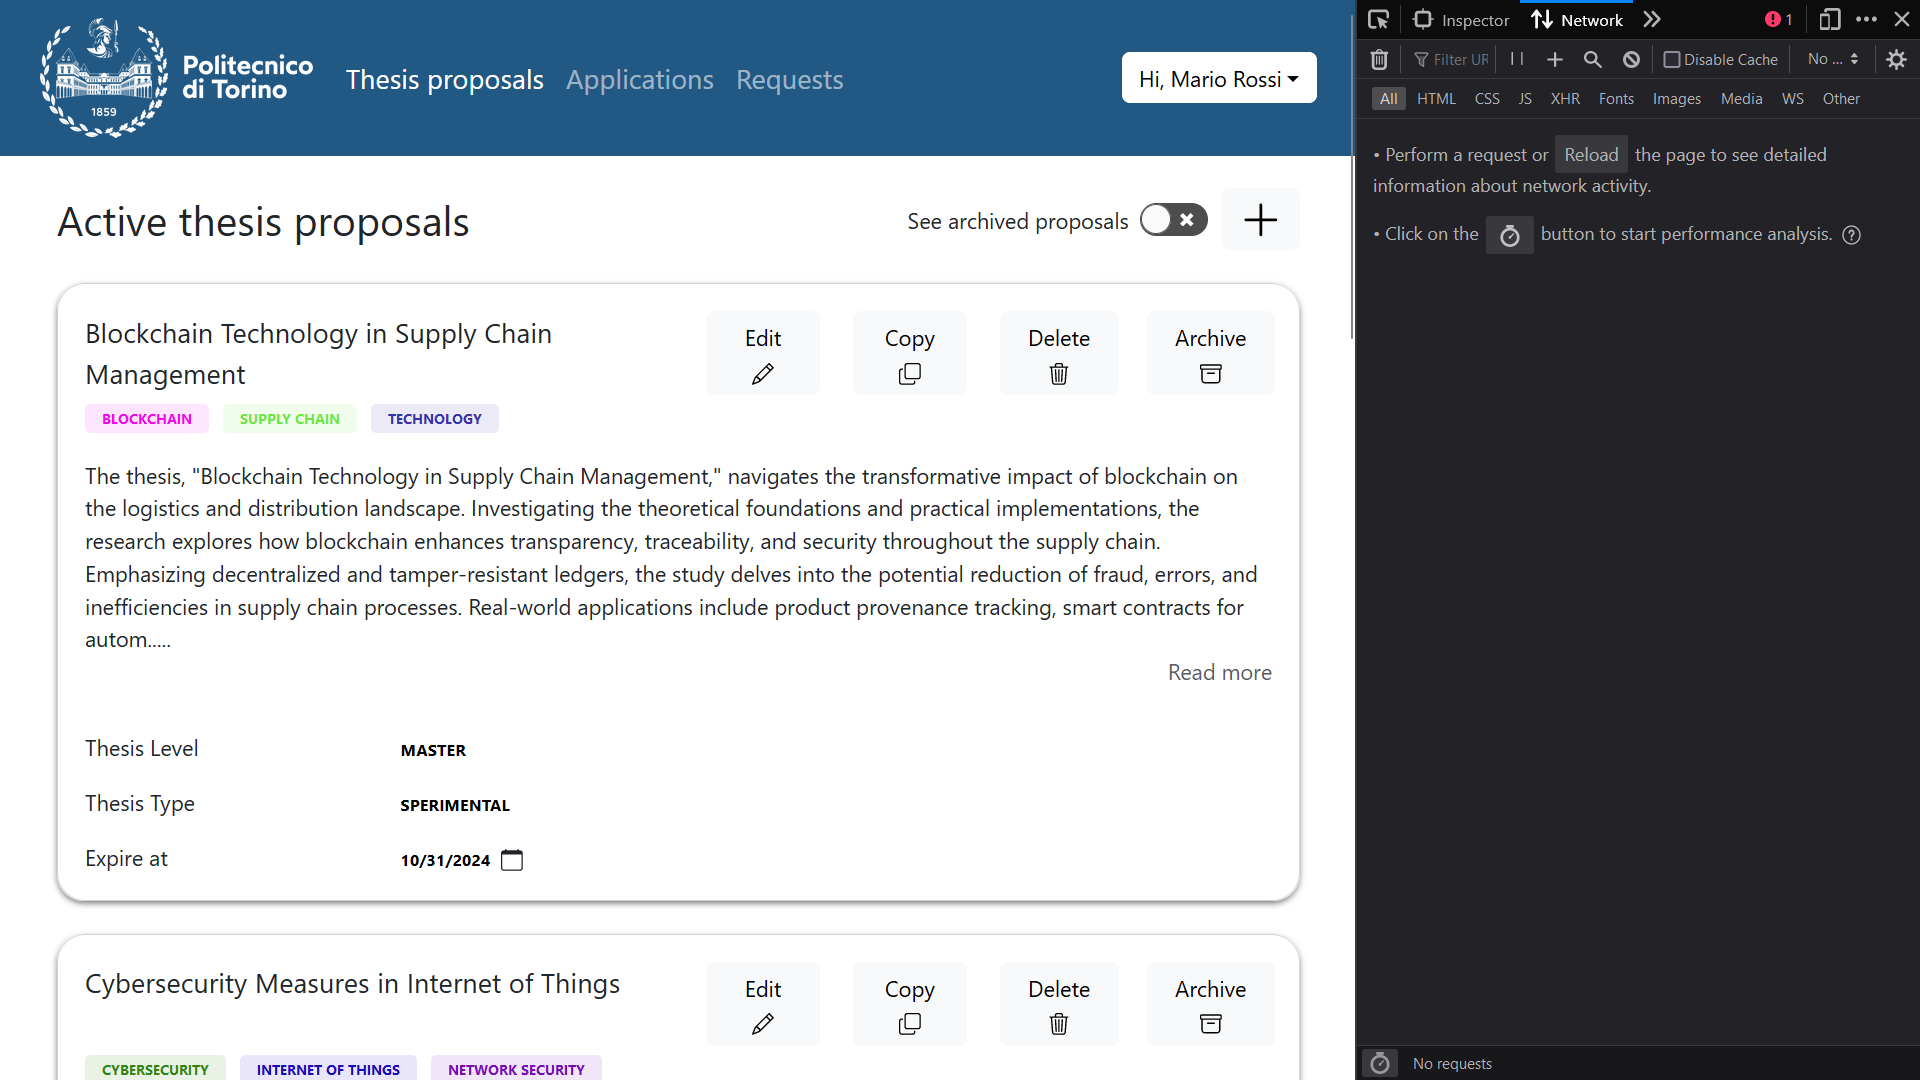 Politecnico
di Torino
1859
Thesis proposals
Applications
Requests
Hi, Mario Rossi
Active thesis proposals
See archived proposals
Blockchain Technology in Supply Chain
Management
Edit
Copy
Delete
Archive
BLOCKCHAIN
SUPPLY CHAIN
TECHNOLOGY
The thesis, "Blockchain Technology in Supply Chain Management," navigates the transformative impact of blockchain on
the logistics and distribution landscape. Investigating the theoretical foundations and practical implementations, the
research explores how blockchain enhances transparency, traceability, and security throughout the supply chain.
Emphasizing decentralized and tamper-resistant ledgers, the study delves into the potential reduction of fraud, errors, and
inefficiencies in supply chain processes. Real-world applications include product provenance tracking, smart contracts for
autom.....
Read more
Thesis Level
MASTER
Thesis Type
SPERIMENTAL
Expire at
10/31/2024
Cybersecurity Measures in Internet of Things
Edit
Copy
Delete
Archive
CYBERSECURITY
INTERNET OF THINGS
NETWORK SECURITY
Inspector
Network
1
Filter UR
Disable Cache
No ...
All
HTML
CSS
JS
XHR
Fonts
Images
Media
WS
Other
• Perform a request or Reload the page to see detailed
information about network activity.
• Click on the button to start performance analysis.
No requests